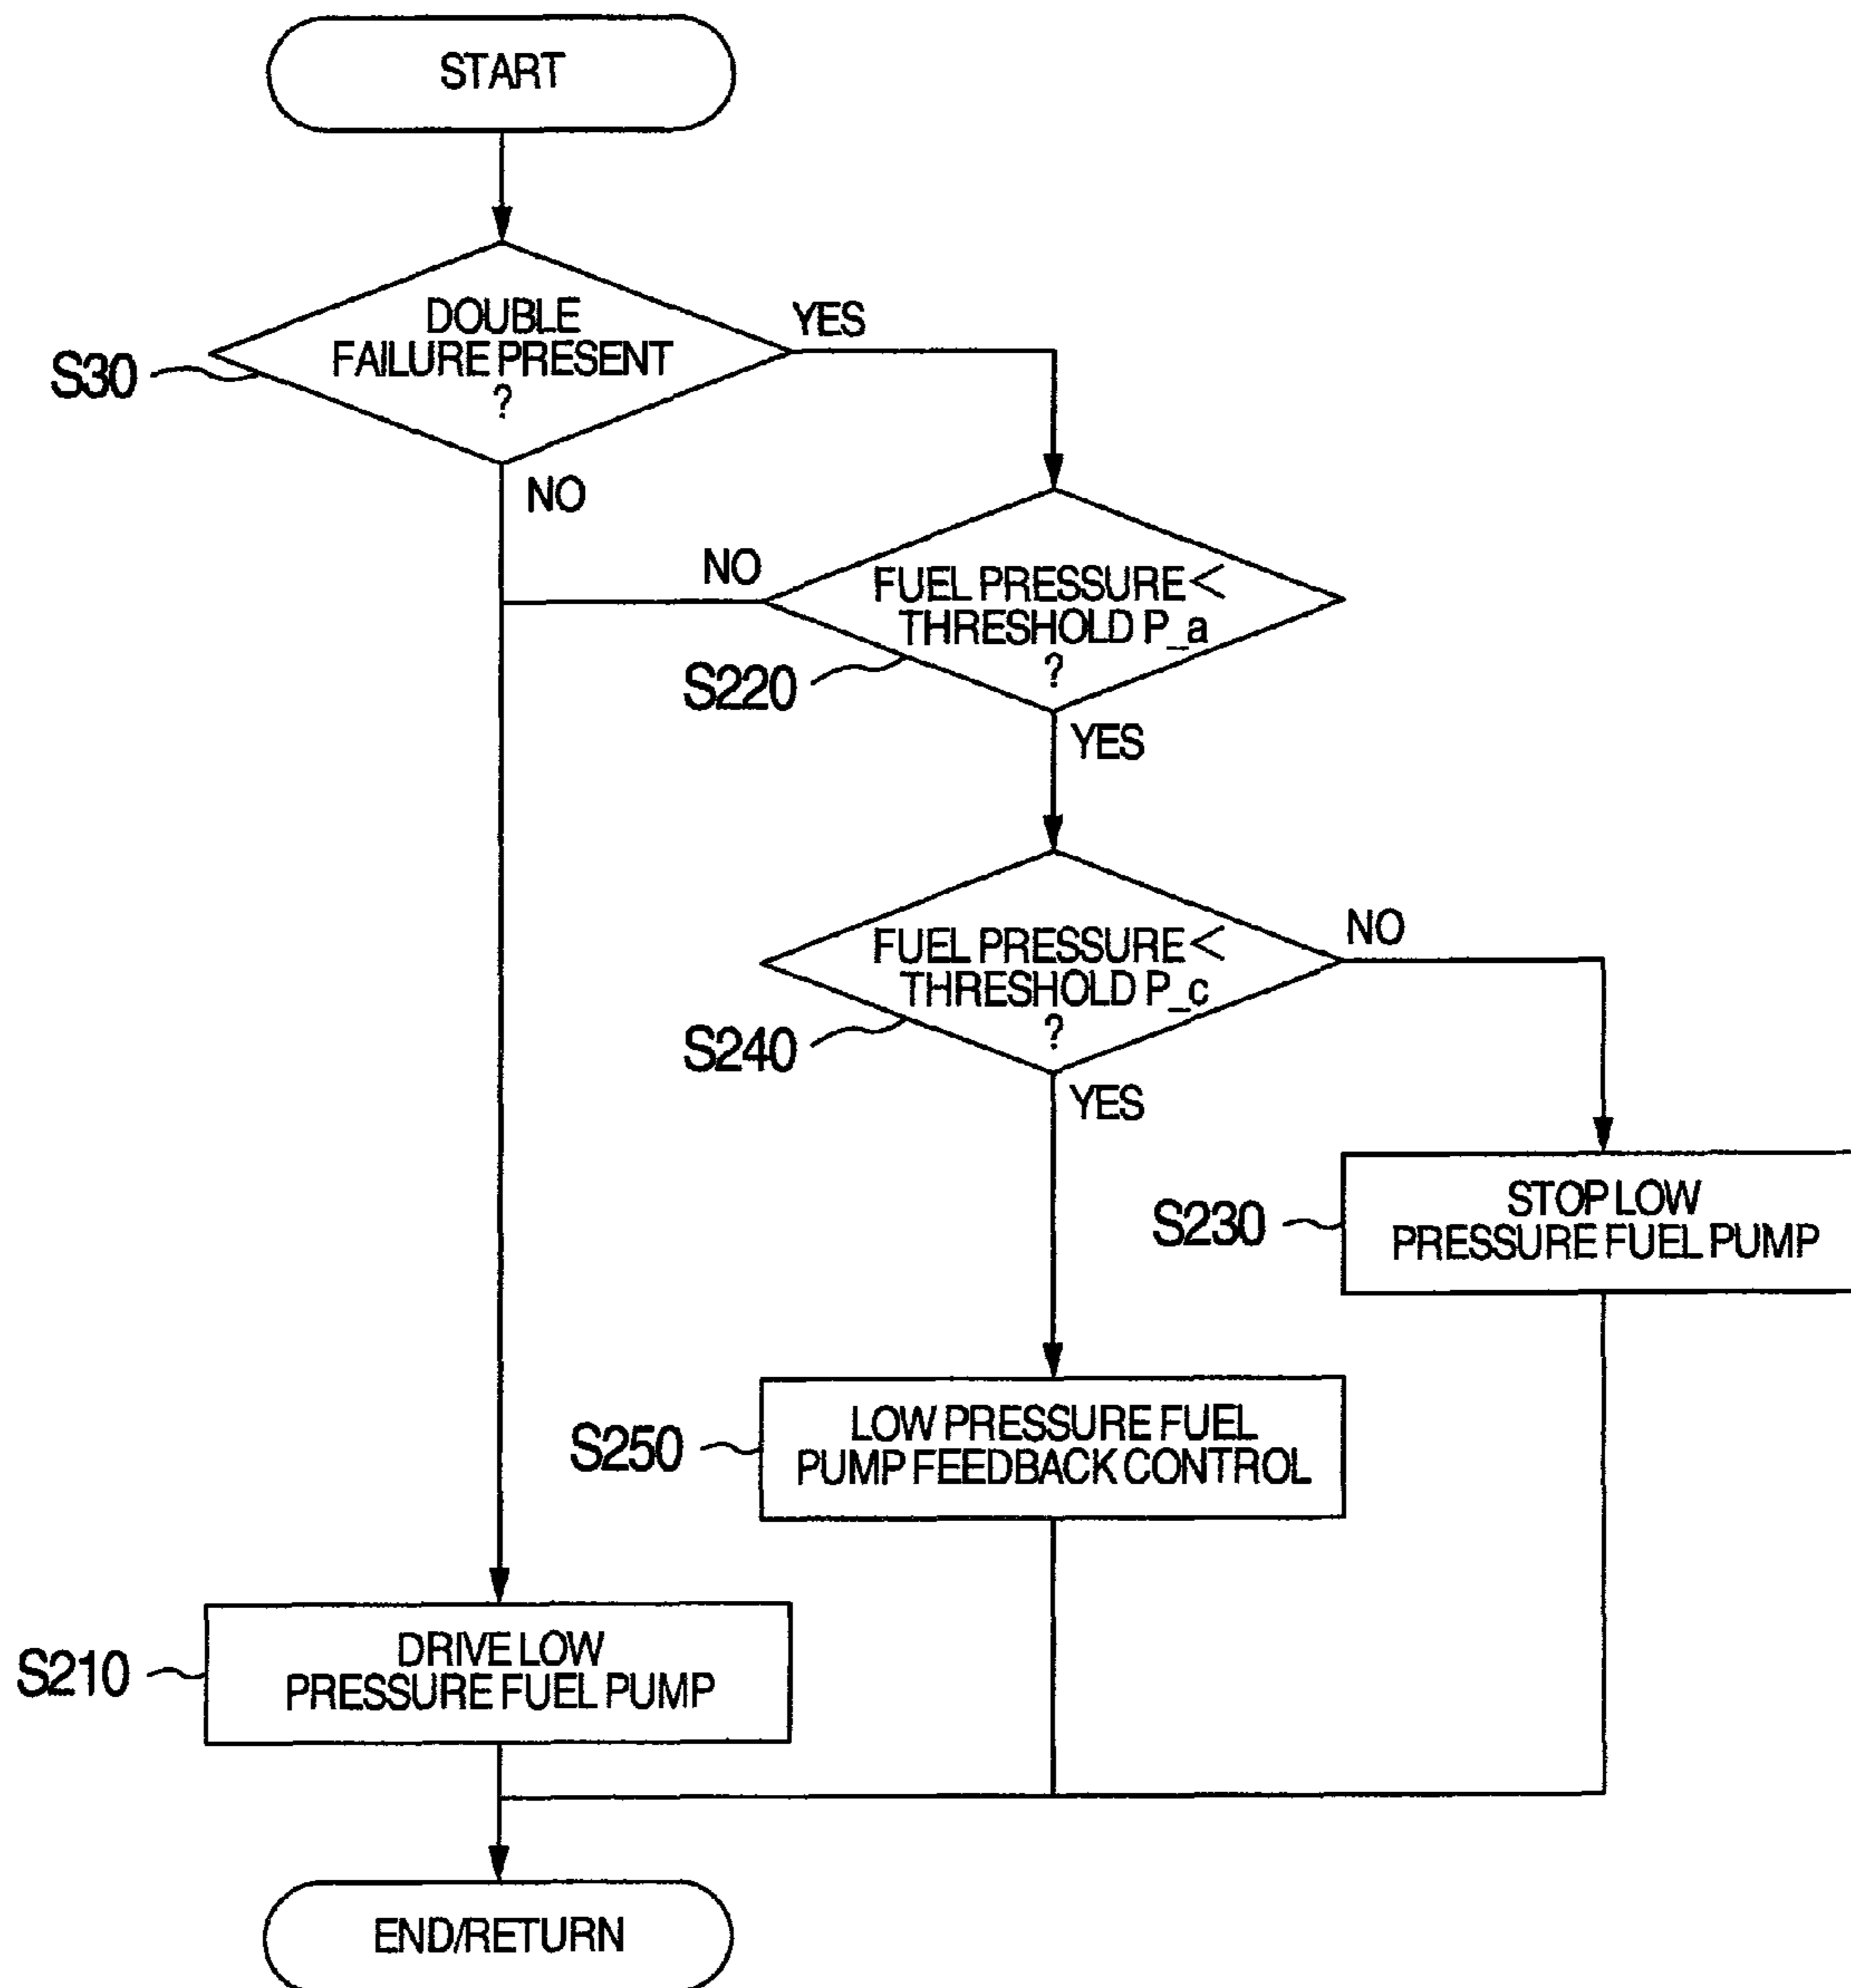 START
DOUBLE
FAILURE PRESENT
?
S30
YES
NO
NO
FUEL PRESSURE <
THRESHOLD P_a
?
S220
YES
FUEL PRESSURE <
THRESHOLD P_c
?
S240
NO
YES
STOP LOW
PRESSURE FUEL PUMP
S230
LOW PRESSURE FUEL
PUMP FEEDBACK CONTROL
S250
DRIVE LOW
PRESSURE FUEL PUMP
S210
END/RETURN